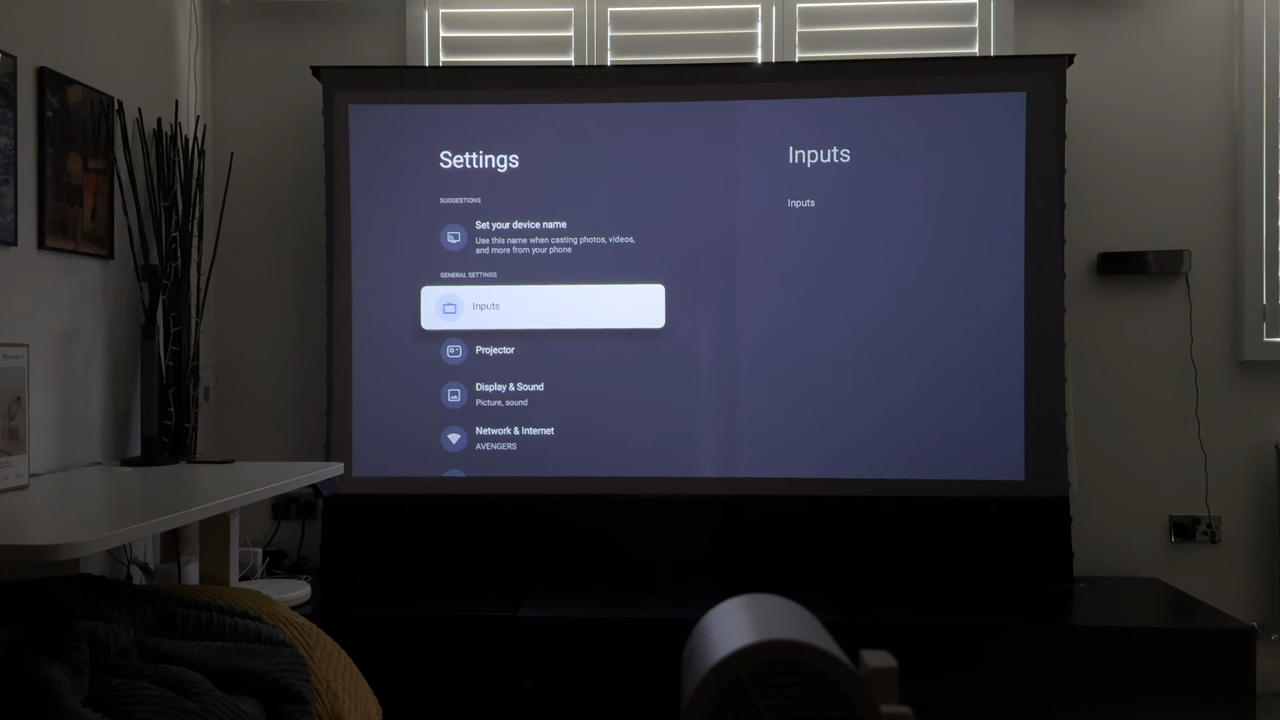 Settings
SUGGESTIONS
Set your device name
Use this name when casting photos, videos,
and more from your phone
GENERAL SETTINGS
Inputs
Projector
Display & Sound
Picture, sound
Network & Internet
AVENGERS
Inputs
Inputs